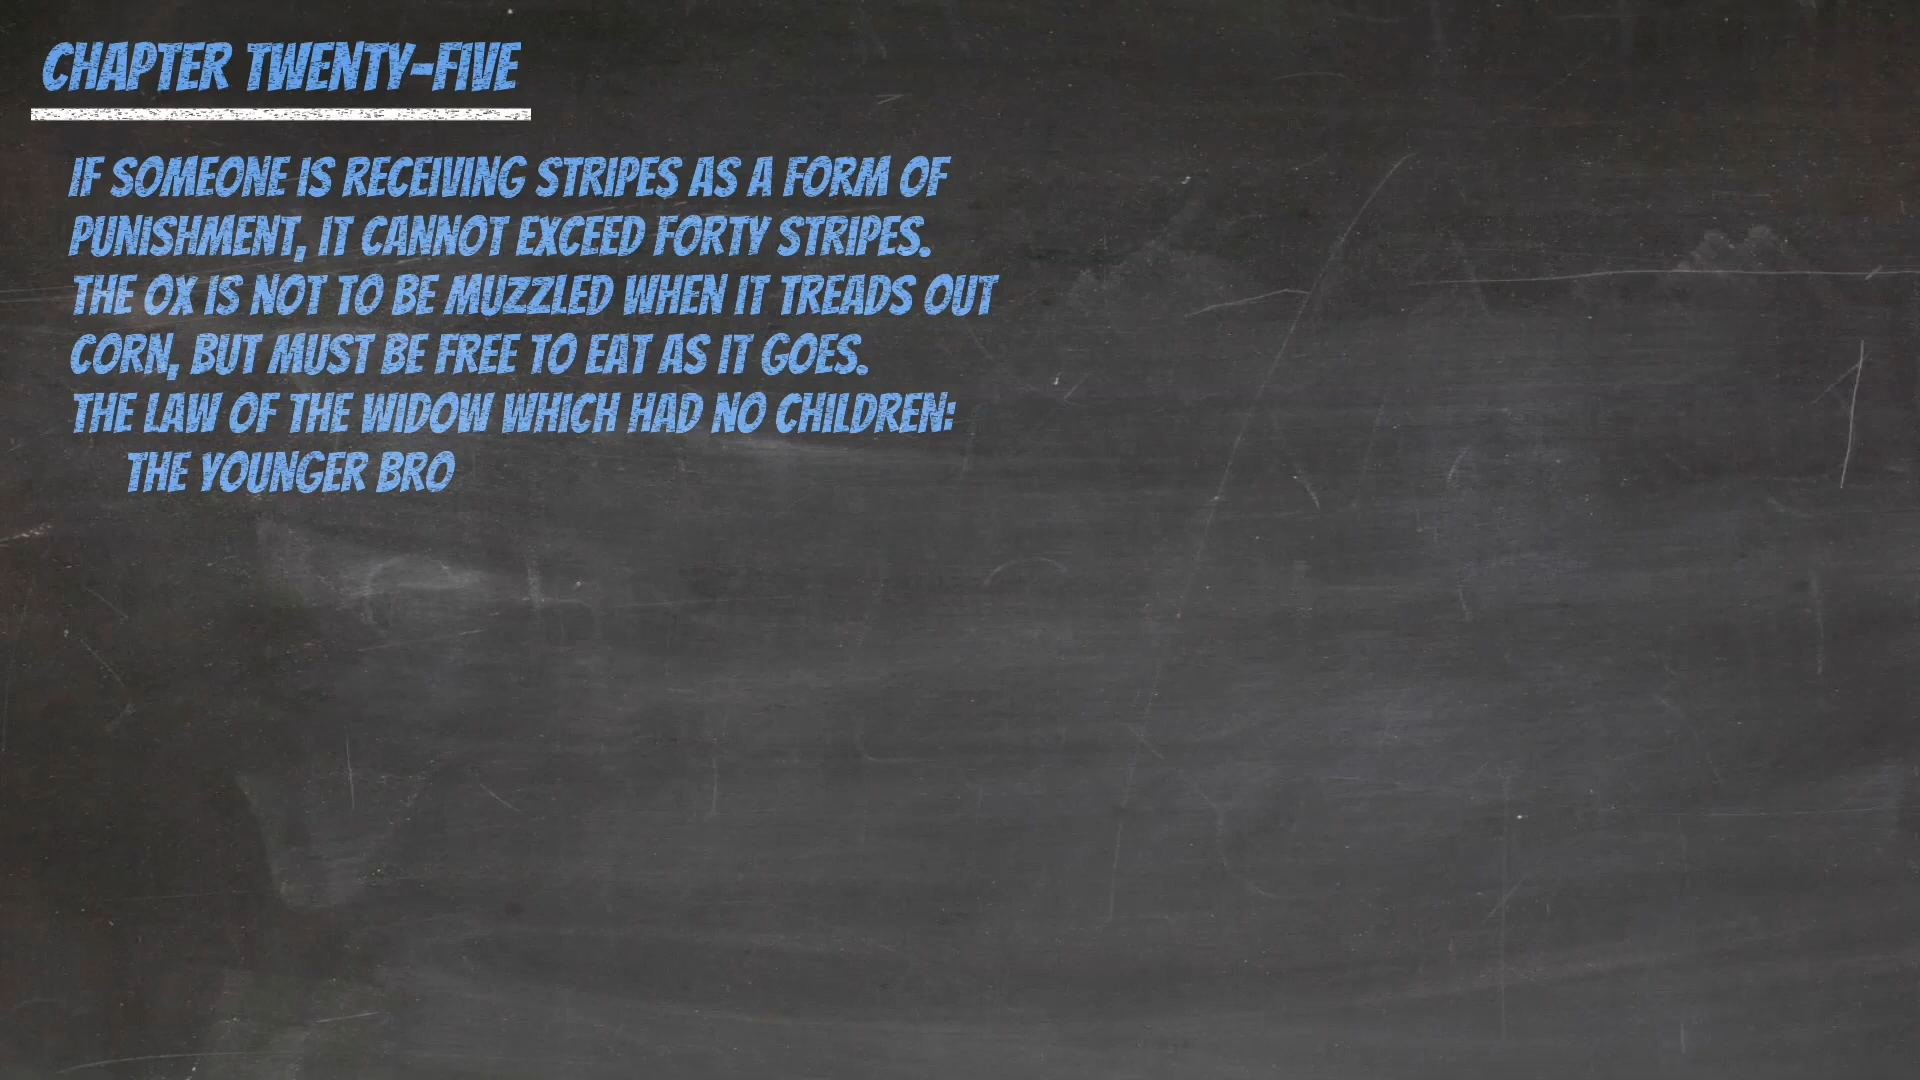 CHAPTER TWENTY-FIVE
IF SOMEONE IS RECEIVING STRIPES AS A FORM OF
PUNISHMENT, IT CANNOT EXCEED FORTY STRIPES.
THE OX IS NOT TO BE MUZZLED WHEN IT TREADS OUT
CORN, BUT MUST BE FREE TO EAT AS IT GOES.
THE LAW OF THE WIDOW WHICH HAD NO CHILDREN:
THE YOUNGER BRO